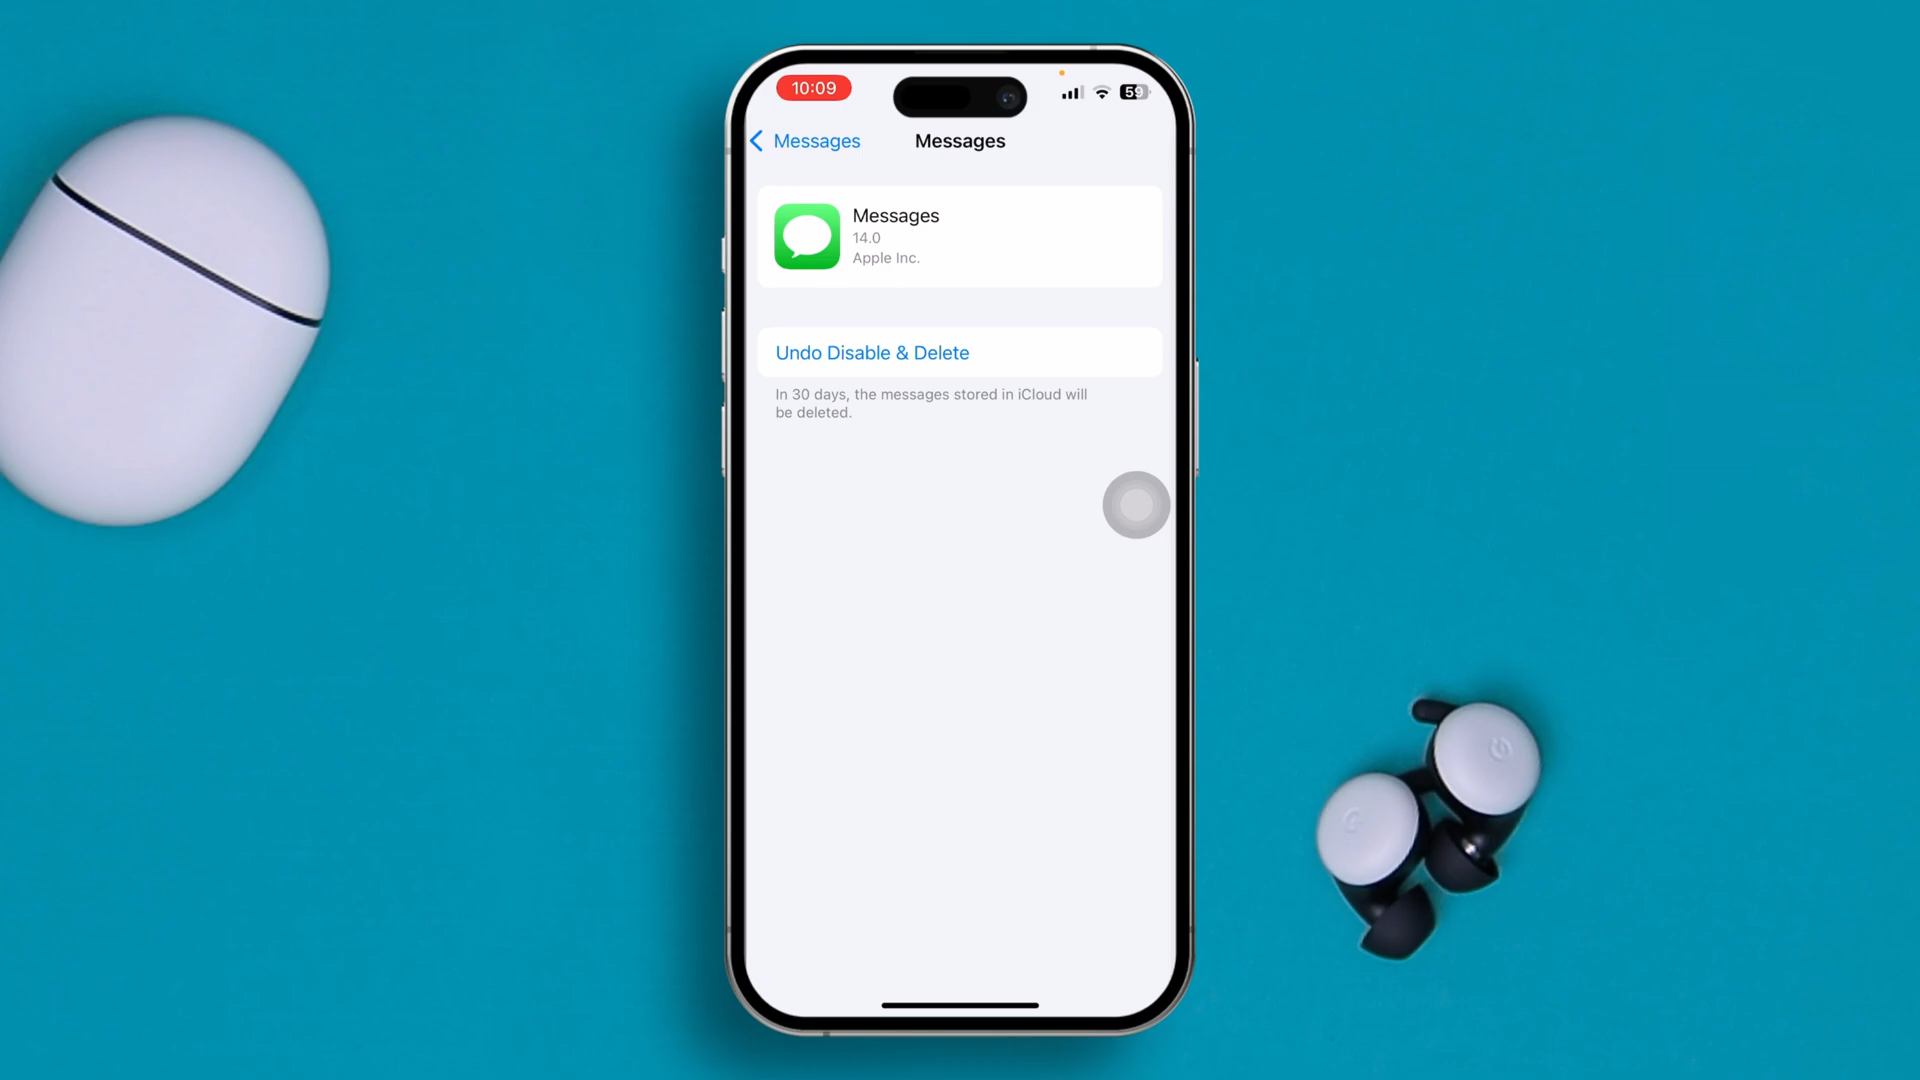 10:09
59
Messages
Messages
Messages
14.0
Apple Inc.
Undo Disable & Delete
In 30 days, the messages stored in iCloud will
be deleted.